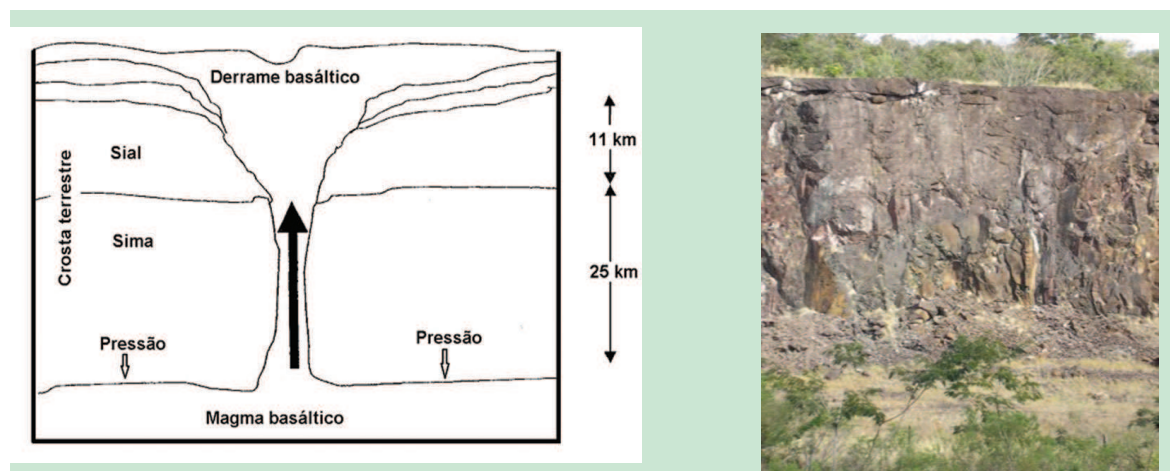 Derrame basáltico
Sial
11 km
Crosta terrestre
Sima
25 km
Pressão
Pressão
Magma basáltico